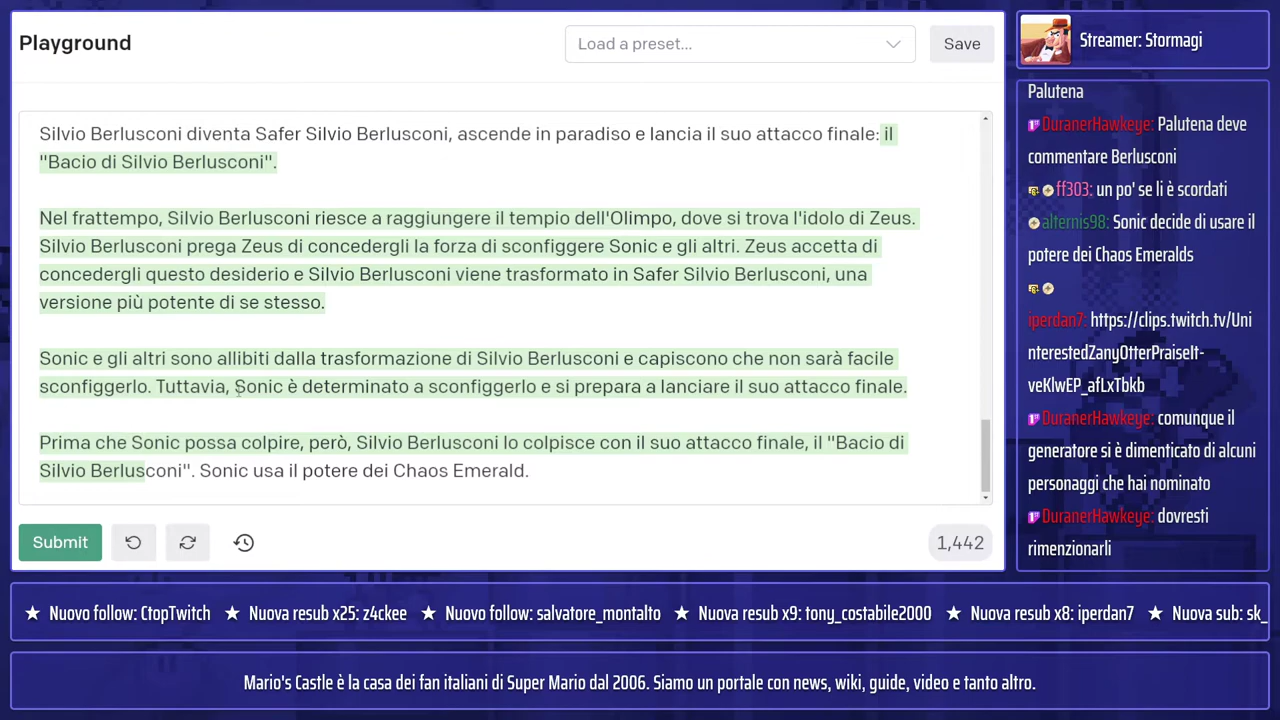 Playground
Load a preset...
Save
Silvio Berlusconi diventa Safer Silvio Berlusconi, ascende in paradiso e lancia il suo attacco finale: il
"Bacio di Silvio Berlusconi".
Nel frattempo, Silvio Berlusconi riesce a raggiungere il tempio dell'Olimpo, dove si trova l'idolo di Zeus.
Silvio Berlusconi prega Zeus di concedergli la forza di sconfiggere Sonic e gli altri. Zeus accetta di
concedergli questo desiderio e Silvio Berlusconi viene trasformato in Safer Silvio Berlusconi, una
versione più potente di se stesso.
Sonic e gli altri sono allibiti dalla trasformazione di Silvio Berlusconi e capiscono che non sarà facile
sconfiggerlo. Tuttavia, Sonic è determinato a sconfiggerlo e si prepara a lanciare il suo attacco finale.
Prima che Sonic possa colpire, però, Silvio Berlusconi lo colpisce con il suo attacco finale, il "Bacio di
Silvio Berlusconi". Sonic usa il potere dei Chaos Emerald.
Submit
1,442
Streamer: Stormagi
Palutena
DuranerHawkeye: Palutena deve
commentare Berlusconi
ff303: un po' se li è scordati
alternis98: Sonic decide di usare il
potere dei Chaos Emeralds
iperdan7: https://clips.twitch.tv/Uni
nterestedZanyOtterPraiseIt-
veKlwEP_afLxTbkb
DuranerHawkeye: comunque il
generatore si è dimenticato di alcuni
personaggi che hai nominato
DuranerHawkeye: dovresti
rimenzionarli
★ Nuovo follow: CtopTwitch ★ Nuova resub x25: z4ckee ★ Nuovo follow: salvatore_montalto ★ Nuova resub x9: tony_costabile2000 ★ Nuova resub x8: iperdan7 ★ Nuova sub: sk_
Mario's Castle è la casa dei fan italiani di Super Mario dal 2006. Siamo un portale con news, wiki, guide, video e tanto altro.